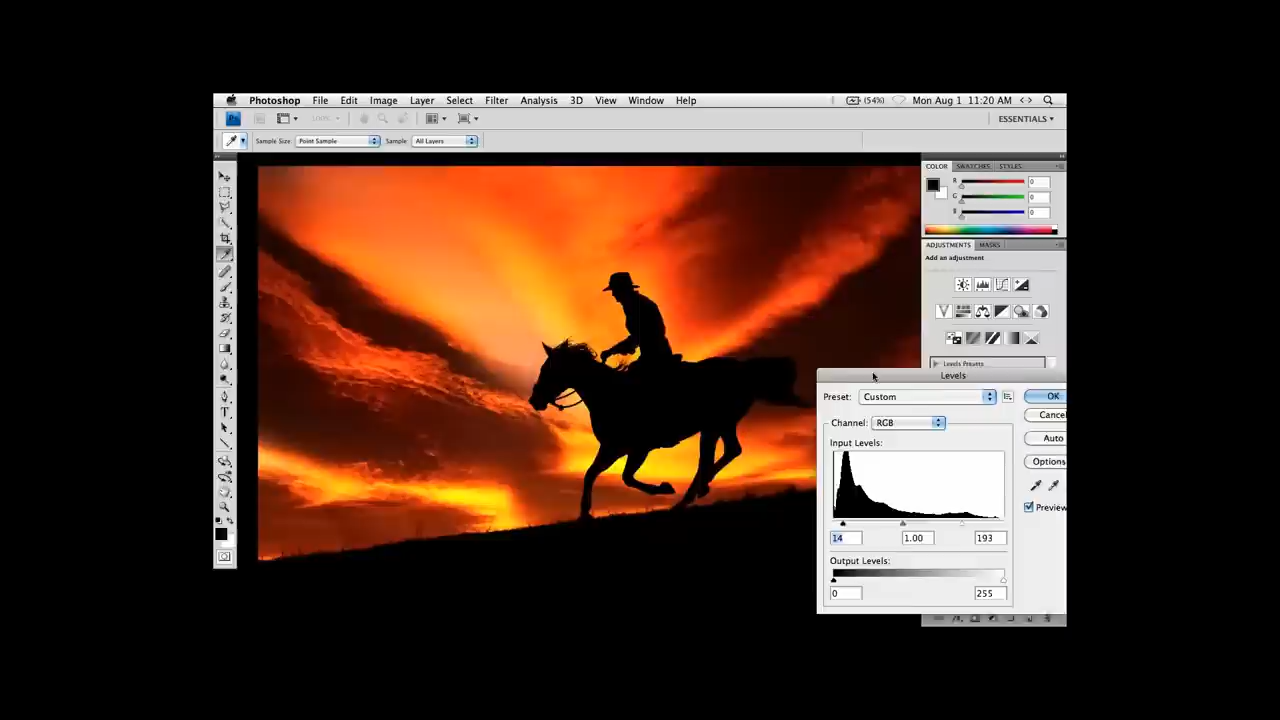 Photoshop File Edit Image Layer Select Filter Analysis 3D View Window Help (54%) Mon Aug 1 11:20 AM
Ps 100% ESSENTIALS
Sample Size: Point Sample Sample: All Layers
COLOR SWATCHES STYLES
R 0
G 0
B 0
ADJUSTMENTS MASKS
Add an adjustment
Levels Presets
Levels
Preset: Custom OK
Cance
Channel: RGB
Auto
Input Levels:
Options
Preview
14 1.00 193
Output Levels:
0 255